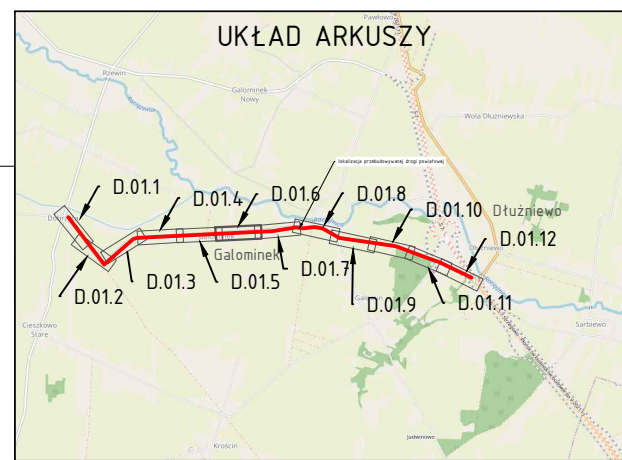 UKŁAD ARKUSZY
Pawłowo
Rzewin
Galominek
Nowy
Wola Dłużniewska
lokalizacja przebudowywanej drogi powiatowej
D.01.1
D.01.4
D.01.6
D.01.8
D.01.10
Dłużniewo
D.01.12
Galominek
D.01.2
D.01.3
D.01.5
D.01.7
D.01.9
D.01.11
Cieszkowo
Stare
Sarbiewo
Krościn
Jadwinowo